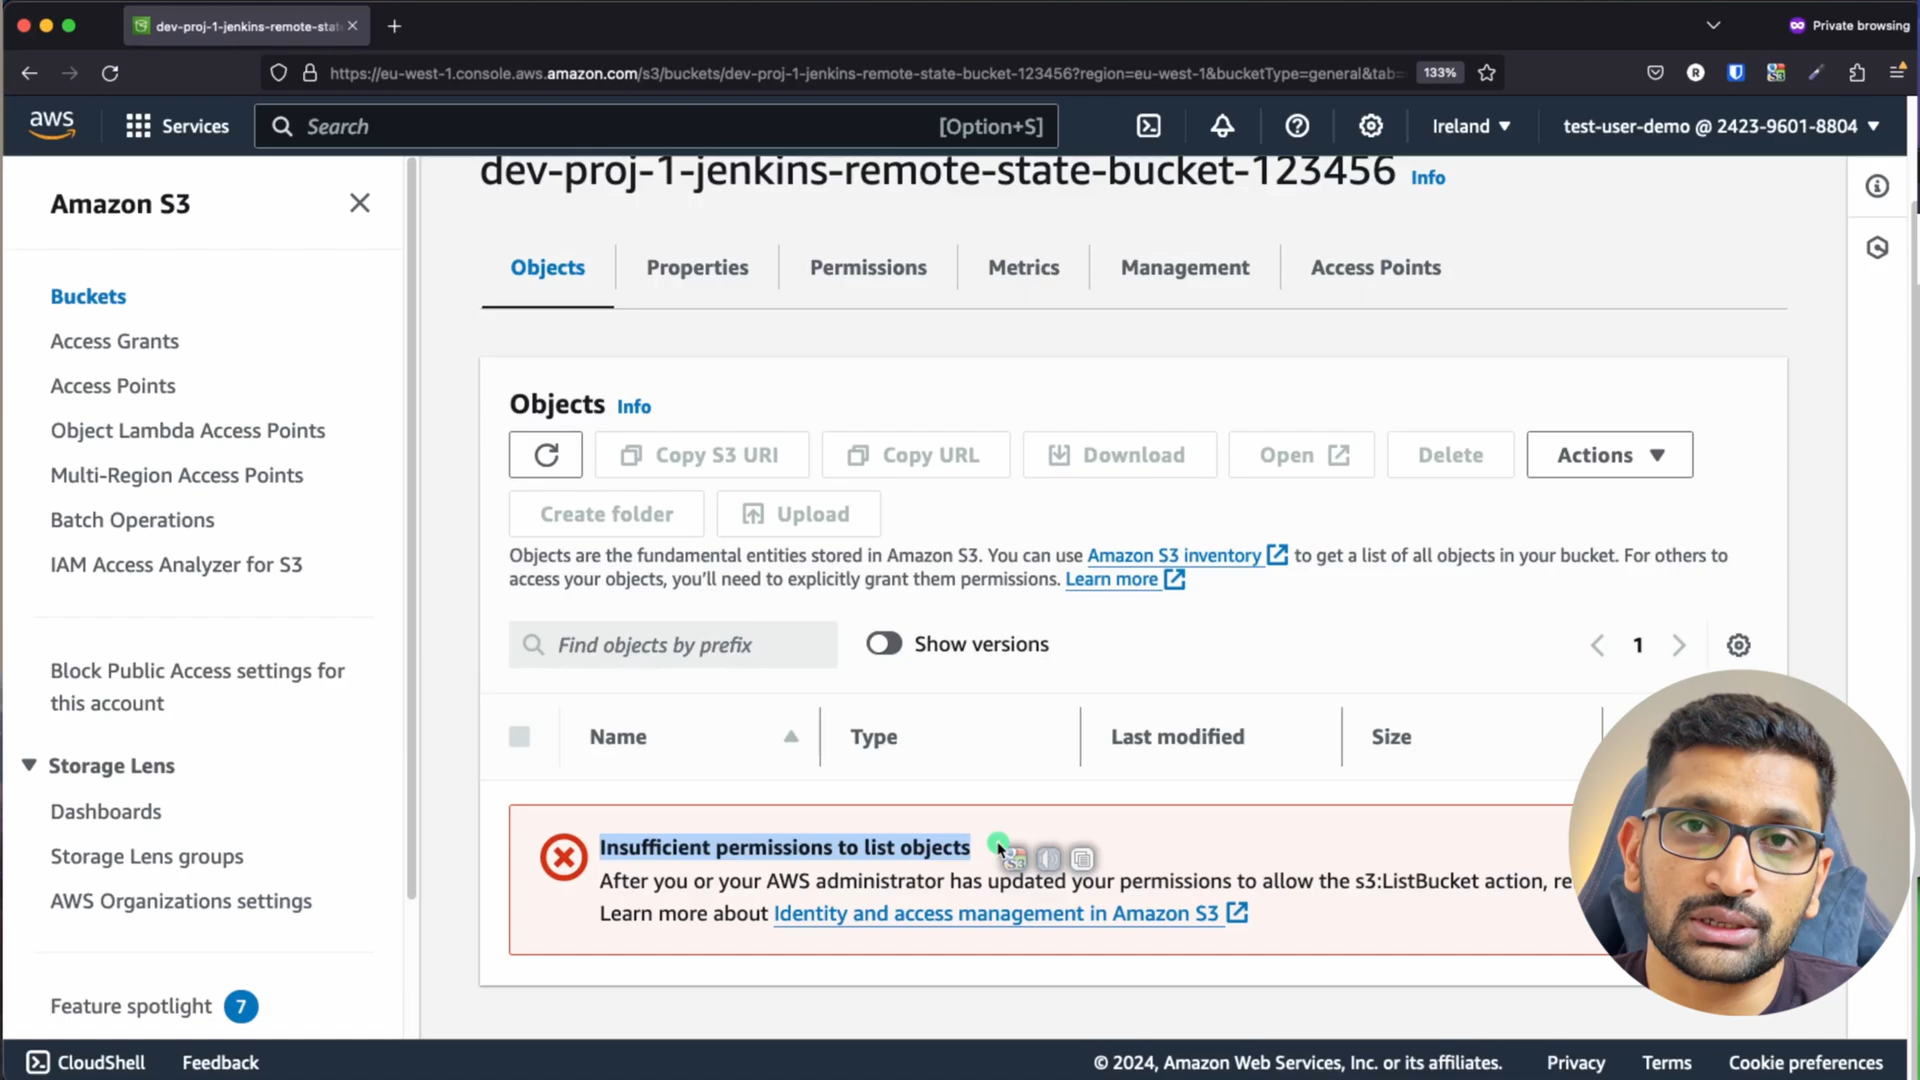 dev-proj-1-jenkins-remote-stat
Private browsing
https://eu-west-1.console.aws.amazon.com/s3/buckets/dev-proj-1-jenkins-remote-state-bucket-123456?region=eu-west-1&bucketType=general&tab=
133%
aws
Services
Search
[Option+S]
Ireland
test-user-demo @ 2423-9601-8804
Amazon S3
Buckets
Access Grants
Access Points
Object Lambda Access Points
Multi-Region Access Points
Batch Operations
IAM Access Analyzer for S3
Block Public Access settings for
this account
Storage Lens
Dashboards
Storage Lens groups
AWS Organizations settings
Feature spotlight 7
dev-proj-1-jenkins-remote-state-bucket-123456 Info
Objects
Properties
Permissions
Metrics
Management
Access Points
Objects Info
Copy S3 URI
Copy URL
Download
Open
Delete
Actions
Create folder
Upload
Objects are the fundamental entities stored in Amazon S3. You can use Amazon S3 inventory to get a list of all objects in your bucket. For others to
access your objects, you'll need to explicitly grant them permissions. Learn more
Find objects by prefix
Show versions
1
Name
Type
Last modified
Size
Insufficient permissions to list objects
After you or your AWS administrator has updated your permissions to allow the s3:ListBucket action, re
Learn more about Identity and access management in Amazon S3
CloudShell
Feedback
© 2024, Amazon Web Services, Inc. or its affiliates.
Privacy
Terms
Cookie preferences